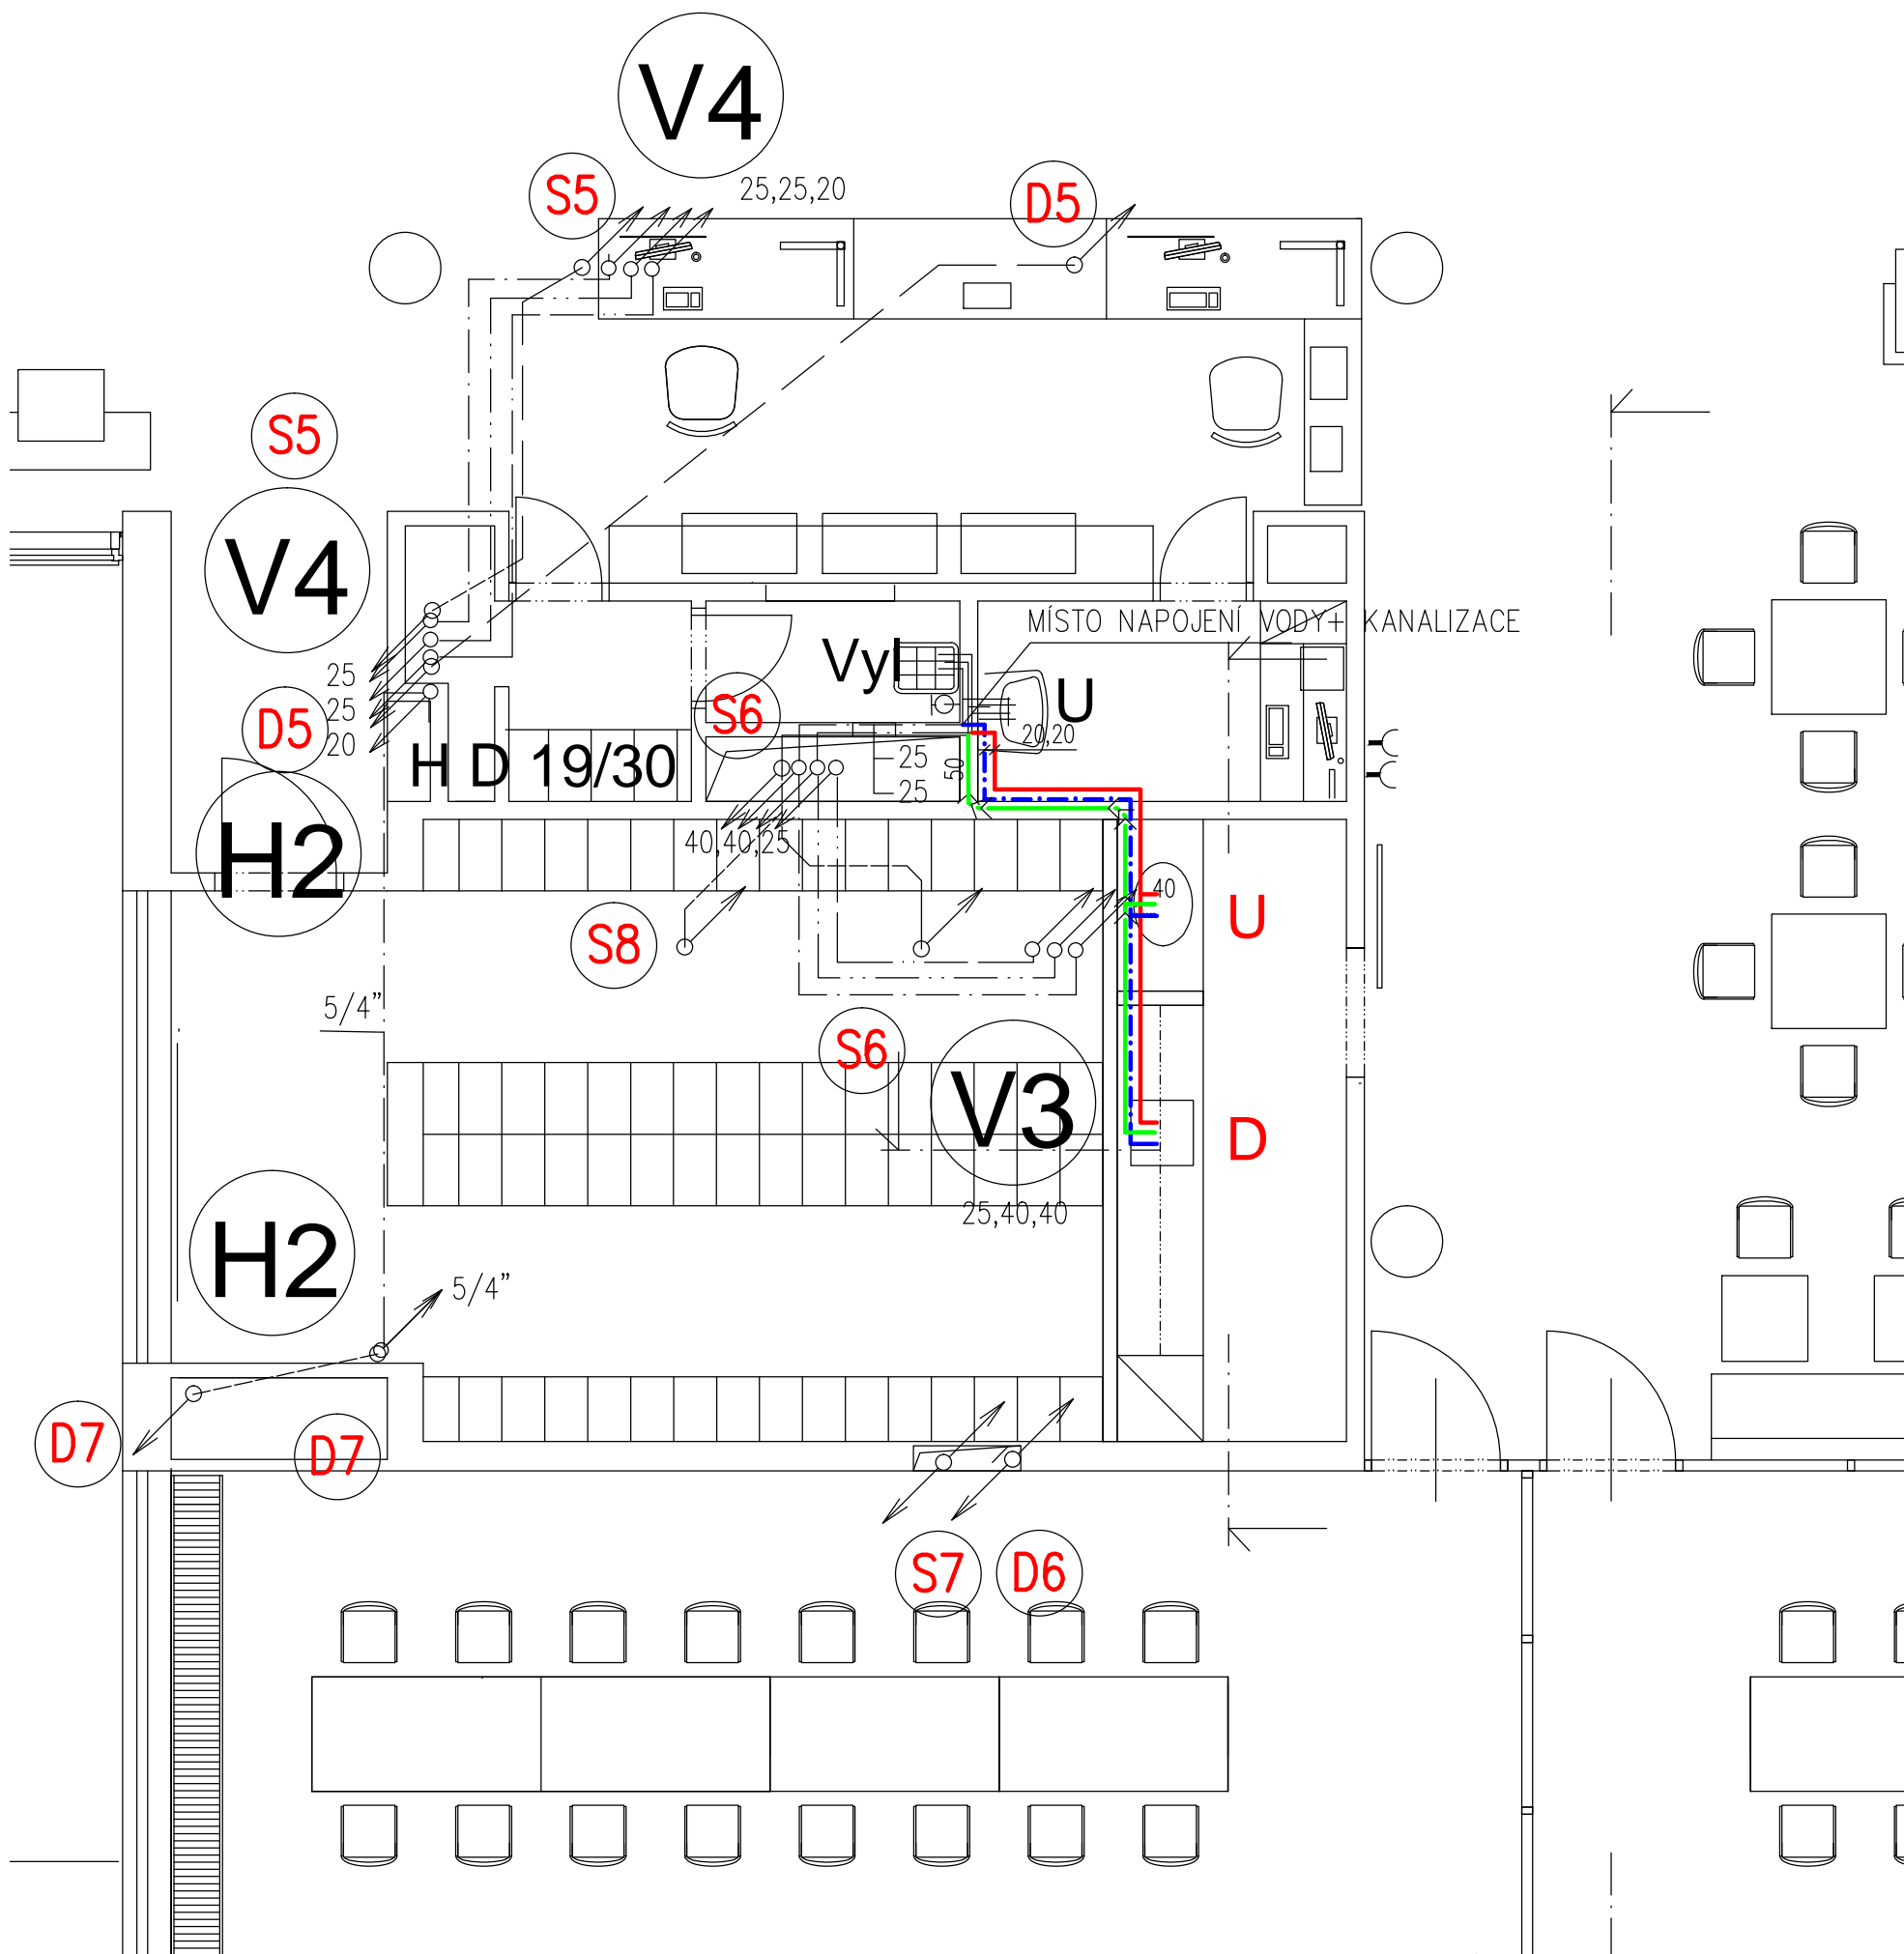 V4
S5
25,25,20
D5
S5
V4
MÍSTO NAPOJENÍ VODY+ KANALIZACE
Vyl
U
25
S6
25
D5
20
20,20
H D 19/30
25
50
25
40,40,25
H2
40
U
S8
5/4"
S6
V3
D
25,40,40
H2
5/4"
D7
D7
S7
D6